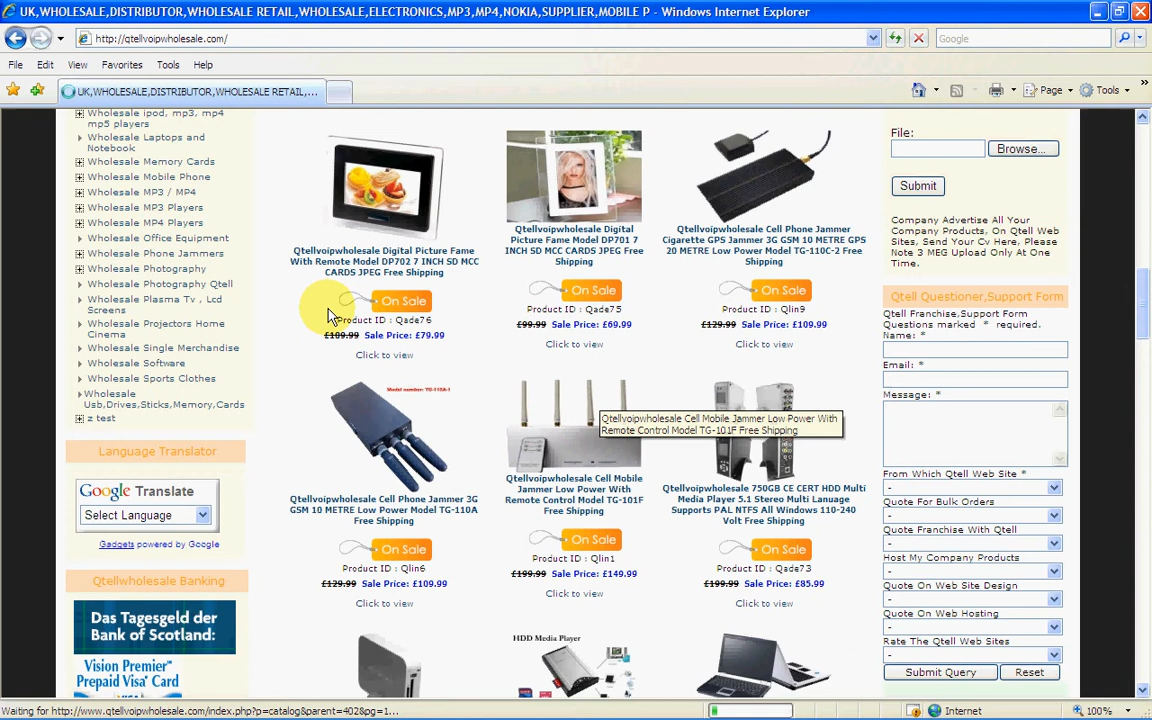 UK,WHOLESALE,DISTRIBUTOR,WHOLESALE RETAIL,WHOLESALE,ELECTRONICS,MP3,MP4,NOKIA,SUPPLIER,MOBILE P - Windows Internet Explorer
http://qtellvoipwholesale.com/
Google
File Edit View Favorites Tools Help
UK,WHOLESALE,DISTRIBUTOR,WHOLESALE RETAIL,...
Page
Tools
Wholesale ipod, mp3, mp4
mp5 players
Wholesale Laptops and
Notebook
Wholesale Memory Cards
Wholesale Mobile Phone
Wholesale MP3 / MP4
Wholesale MP3 Players
Wholesale MP4 Players
Wholesale Office Equipment
Wholesale Phone Jammers
Wholesale Photography
Wholesale Photography Qtell
Wholesale Plasma Tv , Lcd
Screens
Wholesale Projectors Home
Cinema
Wholesale Single Merchandise
Wholesale Software
Wholesale Sports Clothes
Wholesale
Usb,Drives,Sticks,Memory,Cards
z test
Language Translator
Google Translate
Select Language
Gadgets powered by Google
Qtellwholesale Banking
Das Tagesgeld der
Bank of Scotland:
Vision Premier™
Prepaid Visa® Card
Qtellvoipwholesale Digital Picture Fame
With Remote Model DP702 7 INCH SD MCC
CARDS JPEG Free Shipping
On Sale
Product ID : Qade76
£109.99 Sale Price: £79.99
Click to view
Qtellvoipwholesale Digital
Picture Fame Model DP701 7
INCH SD MCC CARDS JPEG Free
Shipping
On Sale
Product ID : Qade75
£99.99 Sale Price: £69.99
Click to view
Qtellvoipwholesale Cell Phone Jammer
Cigarette GPS Jammer 3G GSM 10 METRE GPS
20 METRE Low Power Model TG-110C-2 Free
Shipping
On Sale
Product ID : Qlin9
£129.99 Sale Price: £109.99
Click to view
Model number: TG-110A-1
Qtellvoipwholesale Cell Phone Jammer 3G
GSM 10 METRE Low Power Model TG-110A
Free Shipping
On Sale
Product ID : Qlin6
£129.99 Sale Price: £109.99
Click to view
Qtellvoipwholesale Cell Mobile Jammer Low Power With
Remote Control Model TG-101F Free Shipping
Qtellvoipwholesale Cell Mobile
Jammer Low Power With
Remote Control Model TG-101F
Free Shipping
On Sale
Product ID : Qlin1
£199.99 Sale Price: £149.99
Click to view
Qtellvoipwholesale 750GB CE CERT HDD Multi
Media Player 5.1 Stereo Multi Lanuage
Supports PAL NTFS All Windows 110-240
Volt Free Shipping
On Sale
Product ID : Qade73
£199.99 Sale Price: £85.99
Click to view
HDD Media Player
File:
Browse...
Submit
Company Advertise All Your
Company Products, On Qtell Web
Sites, Send Your Cv Here, Please
Note 3 MEG Upload Only At One
Time.
Qtell Questioner,Support Form
Qtell Franchise,Support Form
Questions marked * required.
Name: *
Email: *
Message: *
From Which Qtell Web Site *
-
Quote For Bulk Orders
-
Quote Franchise With Qtell
-
Host My Company Products
-
Quote On Web Site Design
-
Quote On Web Hosting
-
Rate The Qtell Web Sites
-
Submit Query Reset
Waiting for http://www.qtellvoipwholesale.com/index.php?p=catalog&parent=402&pg=1...
Internet
100%